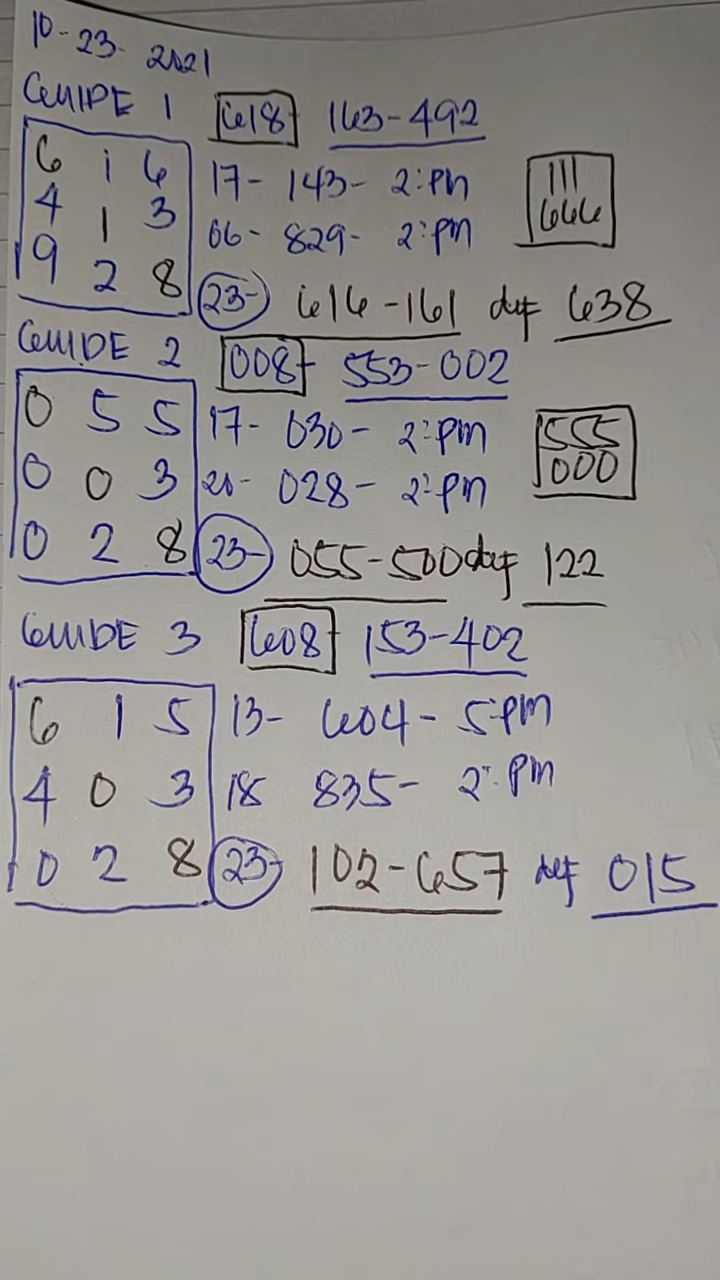 10-23-2021
GUIDE 1 618- 163-492
6 1 6 17- 143- 2:PM 111
4 1 3 06- 829- 2:PM 666
9 2 8 23- 616-161 def 638
GUIDE 2 008- 553-002
0 5 5 17- 030- 2:PM 555
0 0 3 20- 028- 2:PM 000
0 2 8 23- 055-500 def 122
GUIDE 3 608- 153-402
6 1 5 13- 604- 5:PM
4 0 3 18 835- 2:PM
0 2 8 23- 102-657 def 015